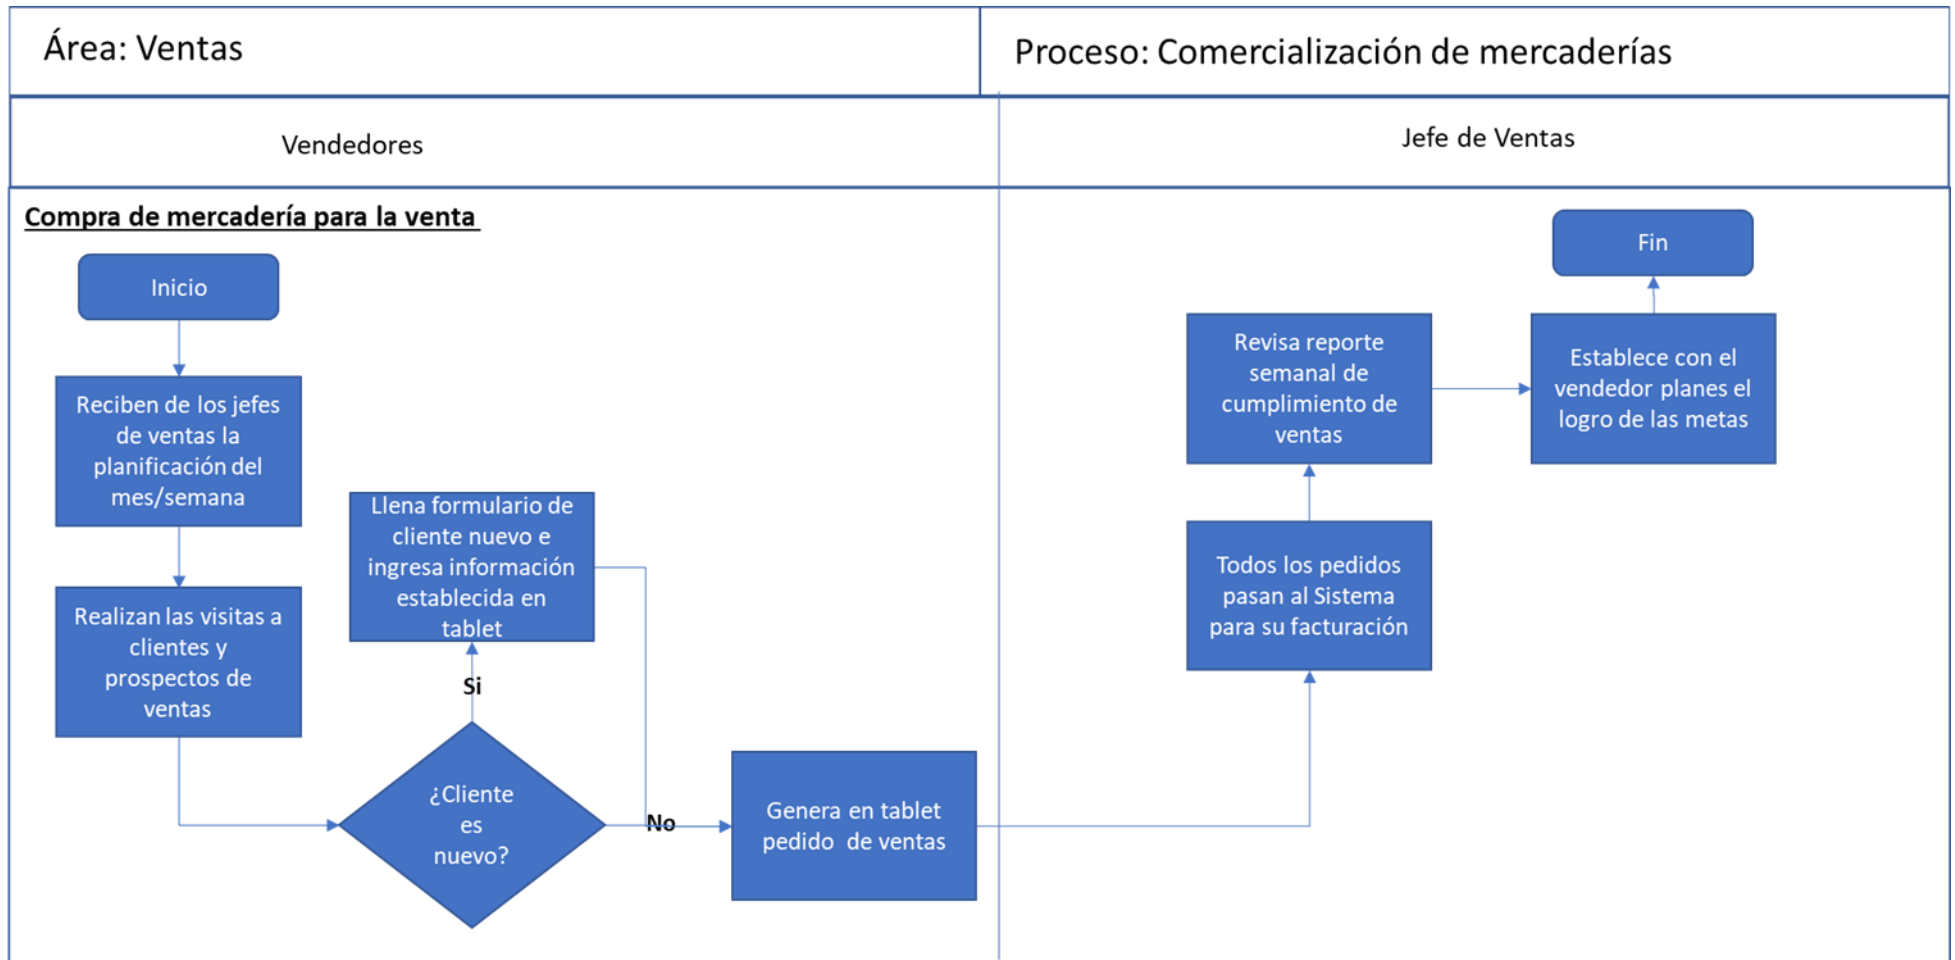 Área: Ventas
Proceso: Comercialización de mercaderías
Vendedores
Jefe de Ventas
Compra de mercadería para la venta
Inicio
Reciben de los jefes
de ventas la
planificación del
mes/semana
Realizan las visitas a
clientes y
prospectos de
ventas
¿Cliente
es
nuevo?
Si
Llena formulario de
cliente nuevo e
ingresa información
establecida en
tablet
No
Genera en tablet
pedido de ventas
Todos los pedidos
pasan al Sistema
para su facturación
Revisa reporte
semanal de
cumplimiento de
ventas
Establece con el
vendedor planes el
logro de las metas
Fin